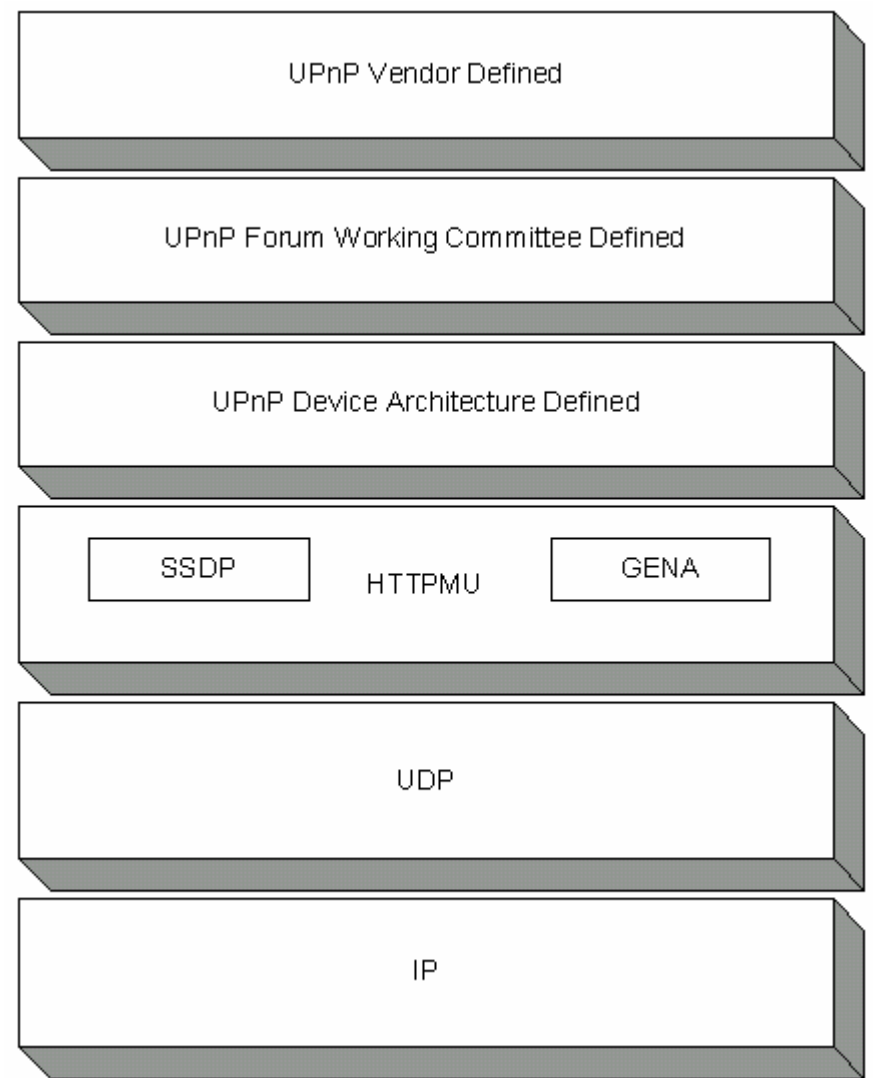 UPnP Vendor Defined
UPnP Forum Working Committee Defined
UPnP Device Architecture Defined
SSDP
HTTPMU
GENA
UDP
IP